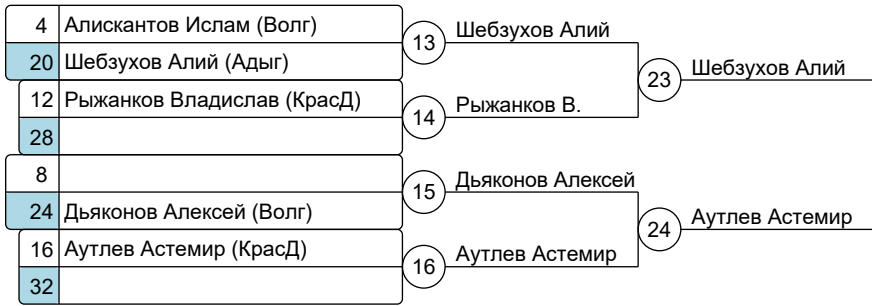 4 Алискантов Ислам (Волг)
20 Шебзухов Алий (Адыг)
13 Шебзухов Алий
12 Рыжанков Владислав (КрасД)
28
14 Рыжанков В.
23 Шебзухов Алий
8
24 Дьяконов Алексей (Волг)
15 Дьяконов Алексей
16 Аутлев Астемир (КрасД)
32
16 Аутлев Астемир
24 Аутлев Астемир